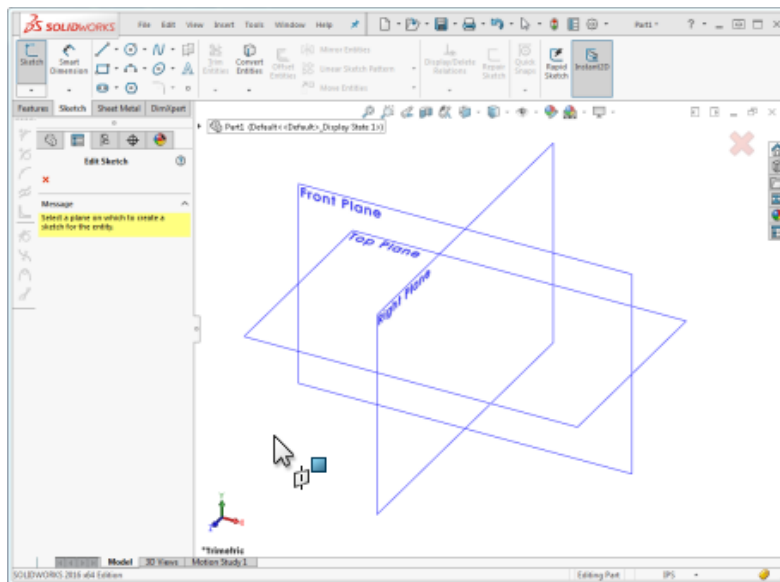 SOLIDWORKS File Edit View Insert Tools Window Help Part1 ?
Sketch Smart Dimension Trim Entities Convert Entities Offset Entities Mirror Entities Linear Sketch Pattern Move Entities Display/Delete Relations Repair Sketch Quick Snaps Rapid Sketch Instant2D
Features Sketch Sheet Metal DimXpert
Part1 (Default<<Default>_Display State 1>)
Edit Sketch
Message
Select a plane on which to create a
sketch for the entity.
Front Plane
Top Plane
Right Plane
*Trimetric
Model 3D Views Motion Study 1
SOLIDWORKS 2016 x64 Edition Editing Part IPS